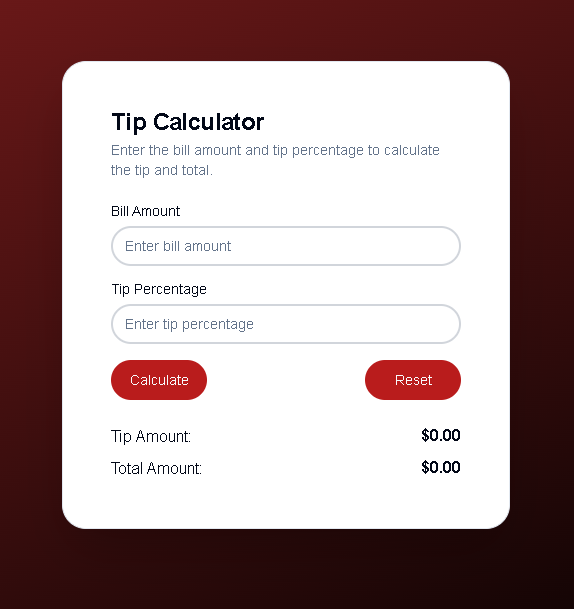 Tip Calculator
Enter the bill amount and tip percentage to calculate
the tip and total.
Bill Amount
Enter bill amount
Tip Percentage
Enter tip percentage
Calculate Reset
Tip Amount: $0.00
Total Amount: $0.00